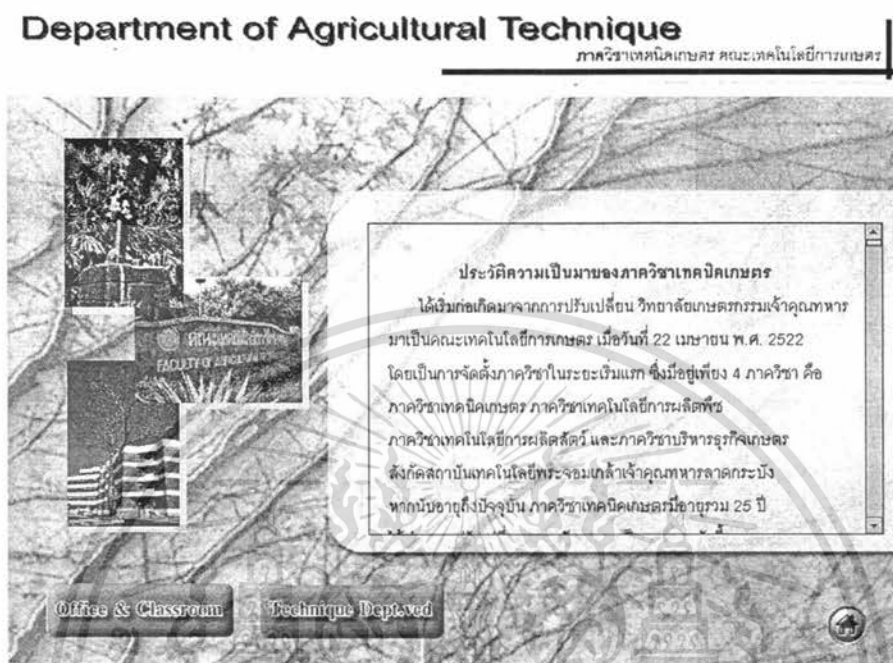 Department of Agricultural Technique
ภาควิชาเทคนิคเกษตร คณะเทคโนโลยีการเกษตร
ประวัติความเป็นมาของภาควิชาเทคนิคเกษตร
ได้เริ่มก่อเกิดมาจากการปรับเปลี่ยน วิทยาลัยเกษตรกรรมเจ้าคุณทหาร
มาเป็นคณะเทคโนโลยีการเกษตร เมื่อวันที่ 22 เมษายน พ.ศ. 2522
โดยเป็นการจัดตั้งภาควิชาในระยะเริ่มแรก ซึ่งมีอยู่เพียง 4 ภาควิชา คือ
ภาควิชาเทคนิคเกษตร ภาควิชาเทคโนโลยีการผลิตพืช
ภาควิชาเทคโนโลยีการผลิตสัตว์ และภาควิชาบริหารธุรกิจเกษตร
สังกัดสถาบันเทคโนโลยีพระจอมเกล้าเจ้าคุณทหารลาดกระบัง
หากนับอายุถึงปัจจุบัน ภาควิชาเทคนิคเกษตรมีอายุรวม 25 ปี
FACULTY OF
Office & Classroom
Technique Dept.vcd